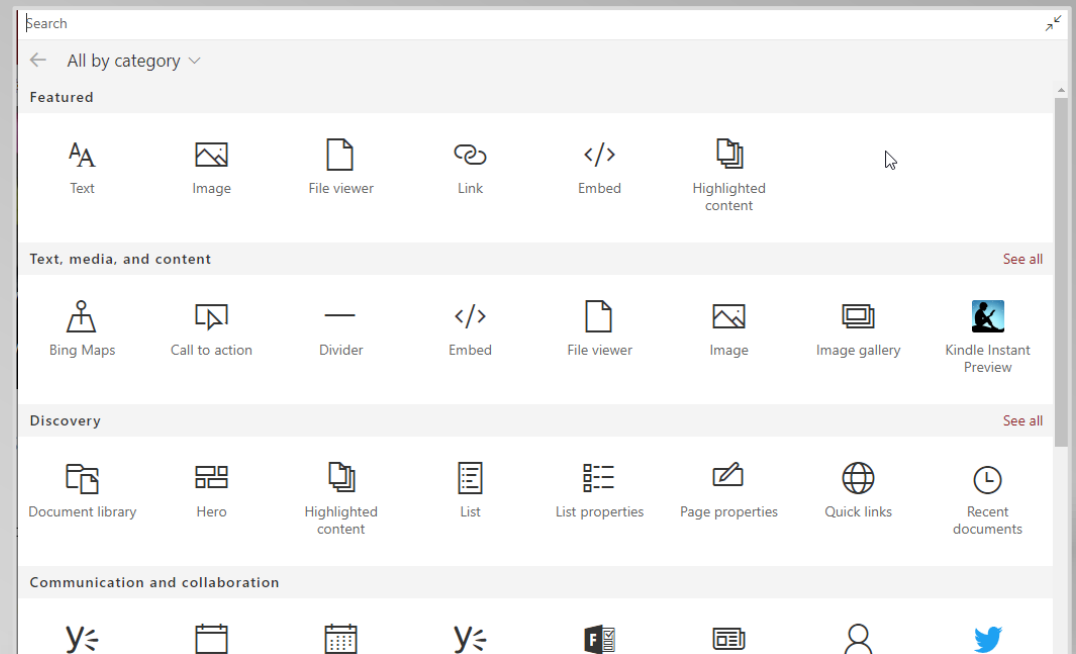 Search
All by category
Featured
Text
Image
File viewer
Link
Embed
Highlighted
content
Text, media, and content
See all
Bing Maps
Call to action
Divider
Embed
File viewer
Image
Image gallery
Kindle Instant
Preview
Discovery
See all
Document library
Hero
Highlighted
content
List
List properties
Page properties
Quick links
Recent
documents
Communication and collaboration